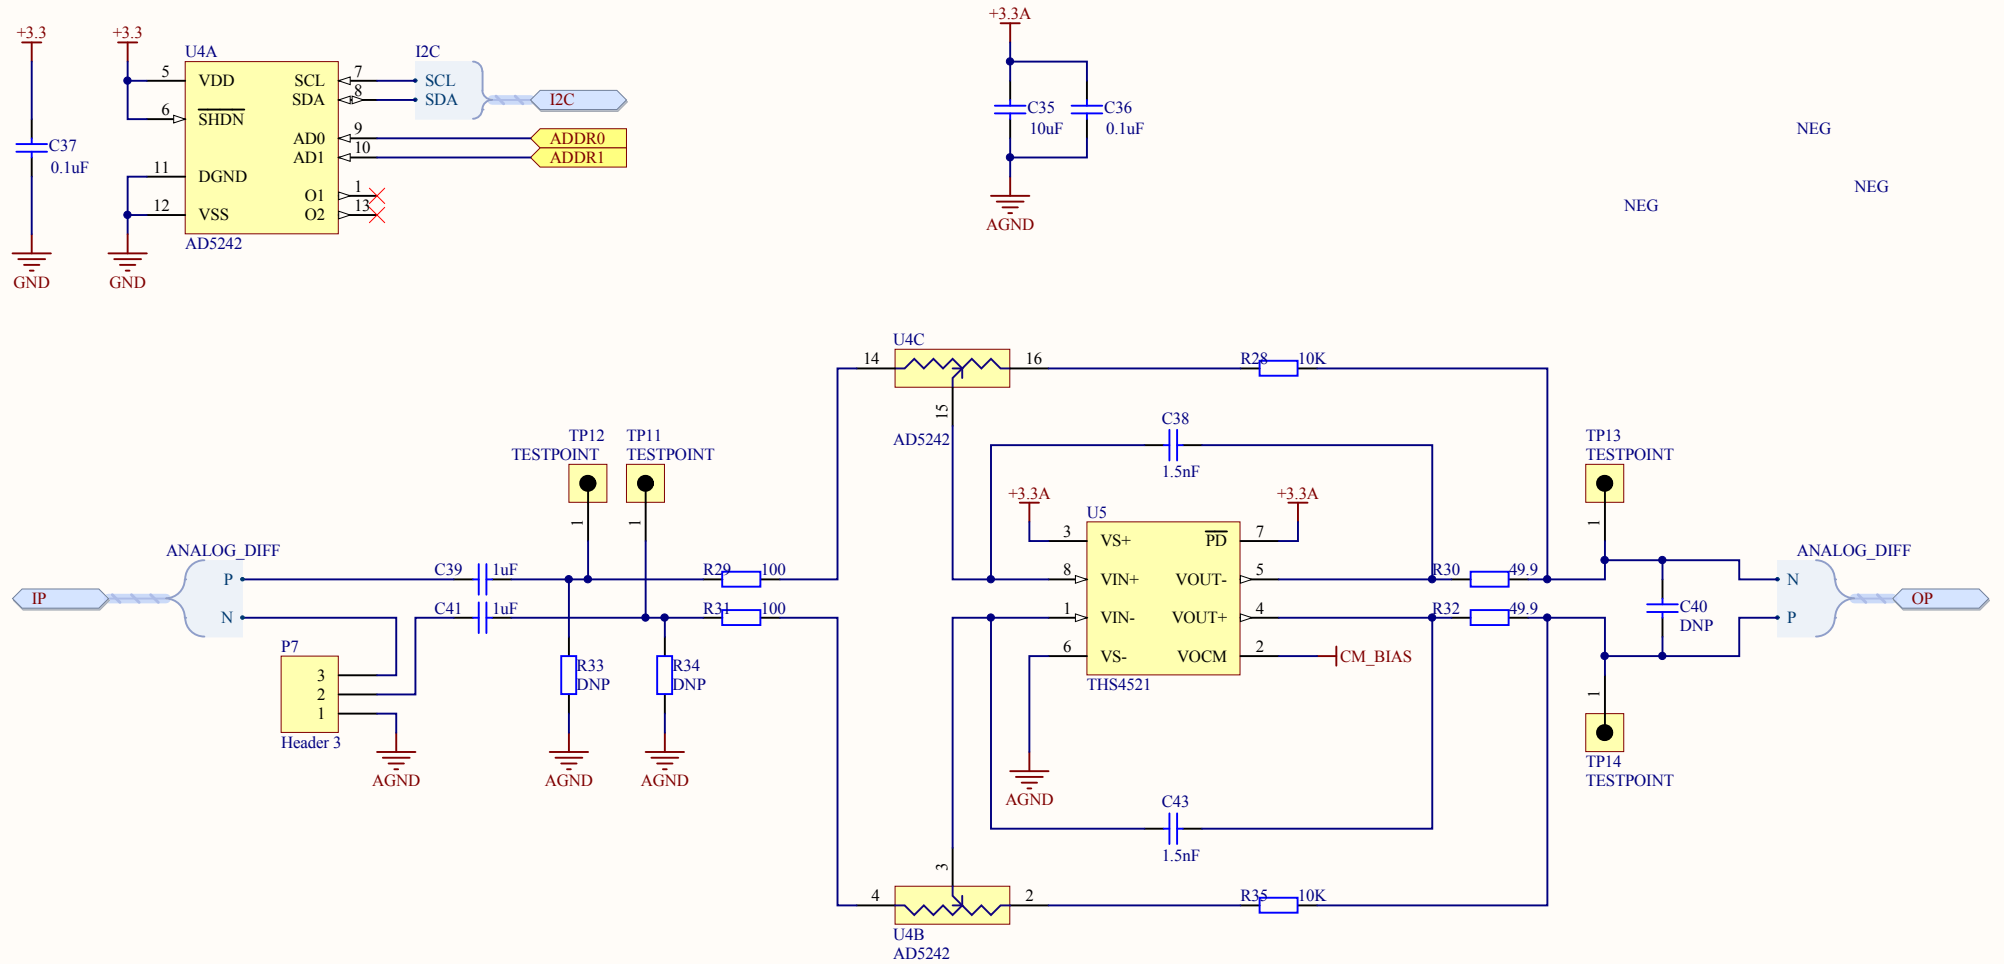 +3.3
+3.3
+3.3A
U4A
I2C
5 VDD SCL 7 SCL
SDA 8 SDA I2C
6 SHDN
AD0 9 ADDR0
AD1 10 ADDR1
11 DGND
O1 1
12 VSS O2 13
AD5242
C37
0.1uF
GND
GND
C35
10uF
C36
0.1uF
AGND
NEG
NEG
NEG
U4C
14 16
15
AD5242
R28 10K
C38
1.5nF
TP12
TESTPOINT
1
TP11
TESTPOINT
1
TP13
TESTPOINT
1
+3.3A
+3.3A
U5
3 VS+ PD 7
8 VIN+ VOUT- 5
1 VIN- VOUT+ 4
6 VS- VOCM 2
THS4521
CM_BIAS
ANALOG_DIFF
P
N
IP
C39 1uF
C41 1uF
R29 100
R31 100
R30 49.9
R32 49.9
C40
DNP
ANALOG_DIFF
N
P
OP
P7
3
2
1
Header 3
AGND
R33
DNP
AGND
R34
DNP
AGND
AGND
1
TP14
TESTPOINT
C43
1.5nF
3
4 2
U4B
AD5242
R35 10K